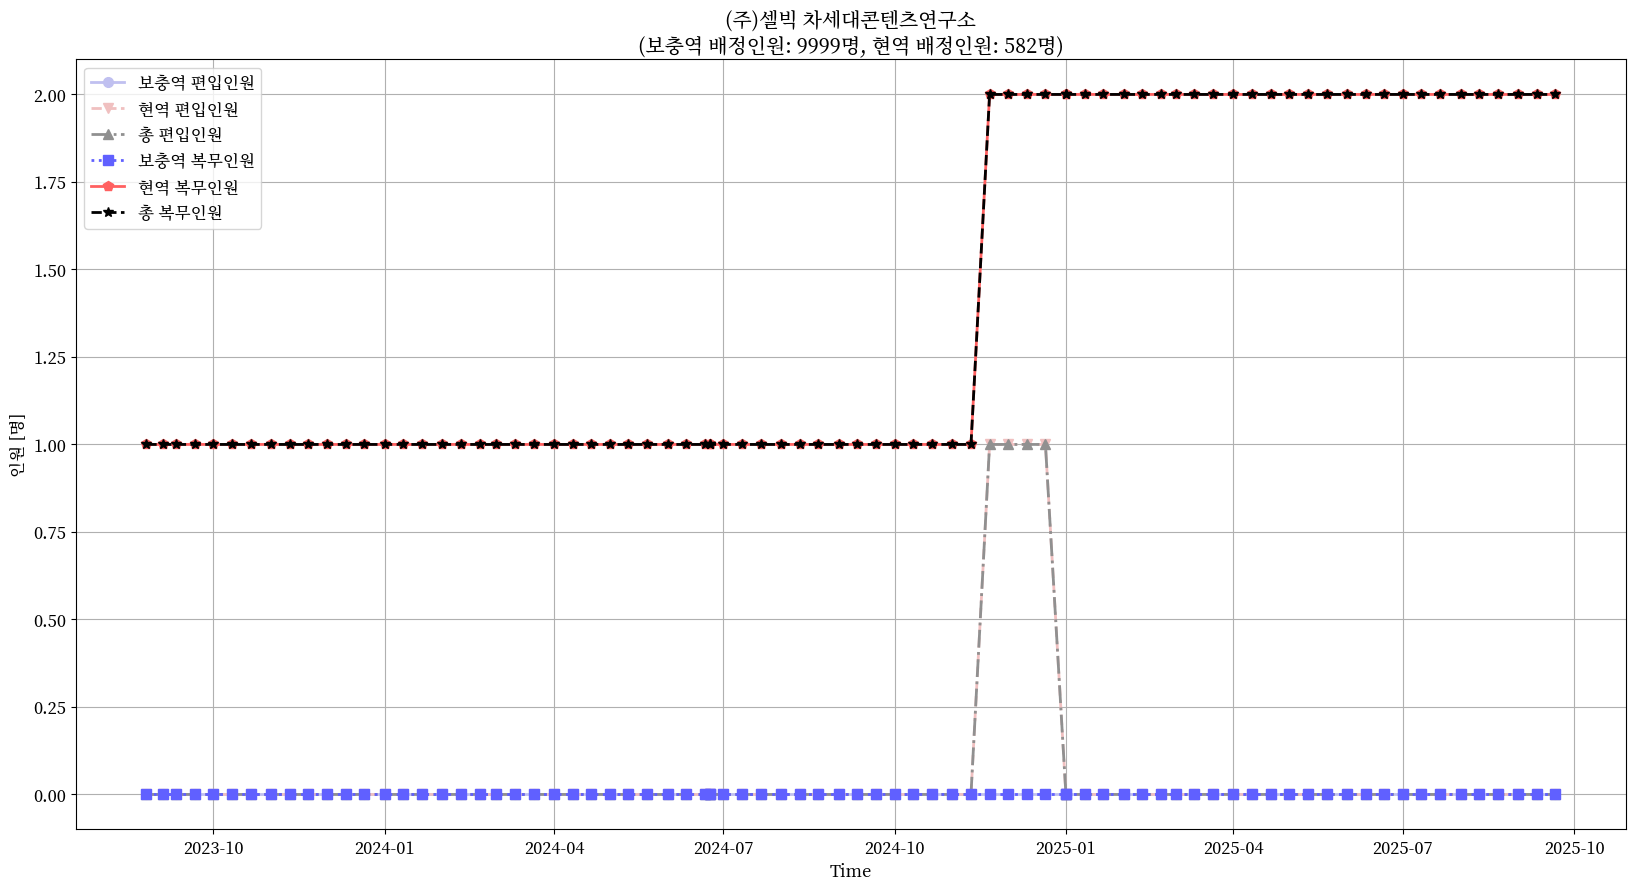 (주)셀빅 차세대콘텐츠연구소
(보충역 배정인원: 9999명, 현역 배정인원: 582명)
보충역 편입인원
현역 편입인원
총 편입인원
보충역 복무인원
현역 복무인원
총 복무인원
2.00
1.75
1.50
1.25
1.00
0.75
0.50
0.25
0.00
인원 [명]
2023-10 2024-01 2024-04 2024-07 2024-10 2025-01 2025-04 2025-07 2025-10
Time